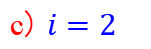 c) i = 2